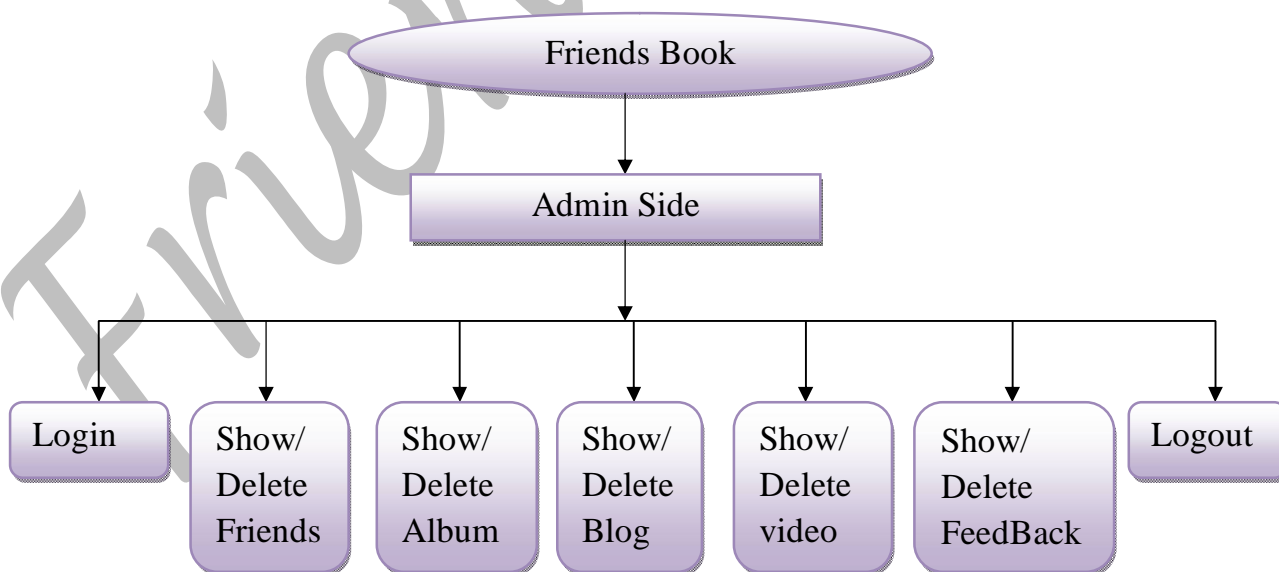 Friends Book
Admin Side
Login
Show/
Delete
Friends
Show/
Delete
Album
Show/
Delete
Blog
Show/
Delete
video
Show/
Delete
FeedBack
Logout
Frien